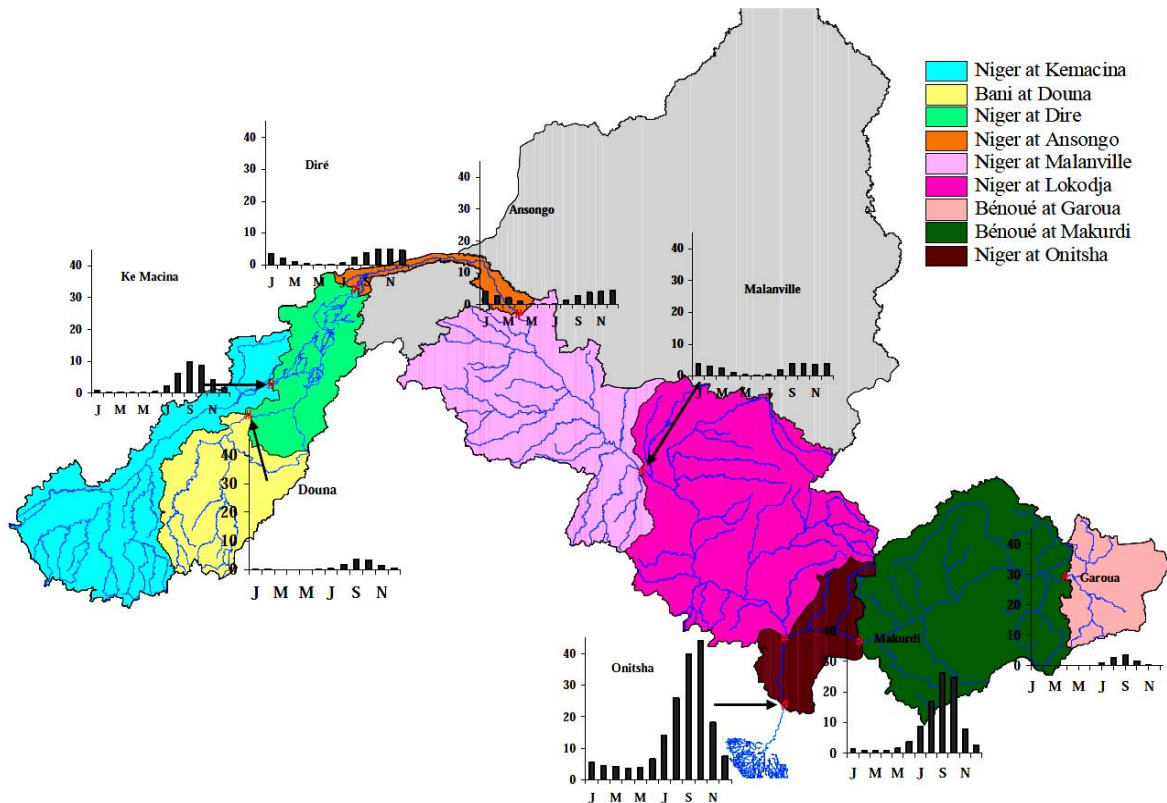 Niger at Kemacina
Bani at Douna
Niger at Dire
Niger at Ansongo
Niger at Malanville
Niger at Lokodja
Bénoué at Garoua
Bénoué at Makurdi
Niger at Onitsha
Diré
40
30
20
10
0
J M M J S N
Ansongo
40
30
20
10
0
J M M J S N
Ke Macina
40
30
20
10
0
J M M J S N
Malanville
40
30
20
10
0
J M M J S N
Douna
40
30
20
10
0
J M M J S N
Garoua
40
30
20
10
0
J M M J S N
Makurdi
40
30
20
10
0
J M M J S N
Onitsha
40
30
20
10
0
J M M J S N